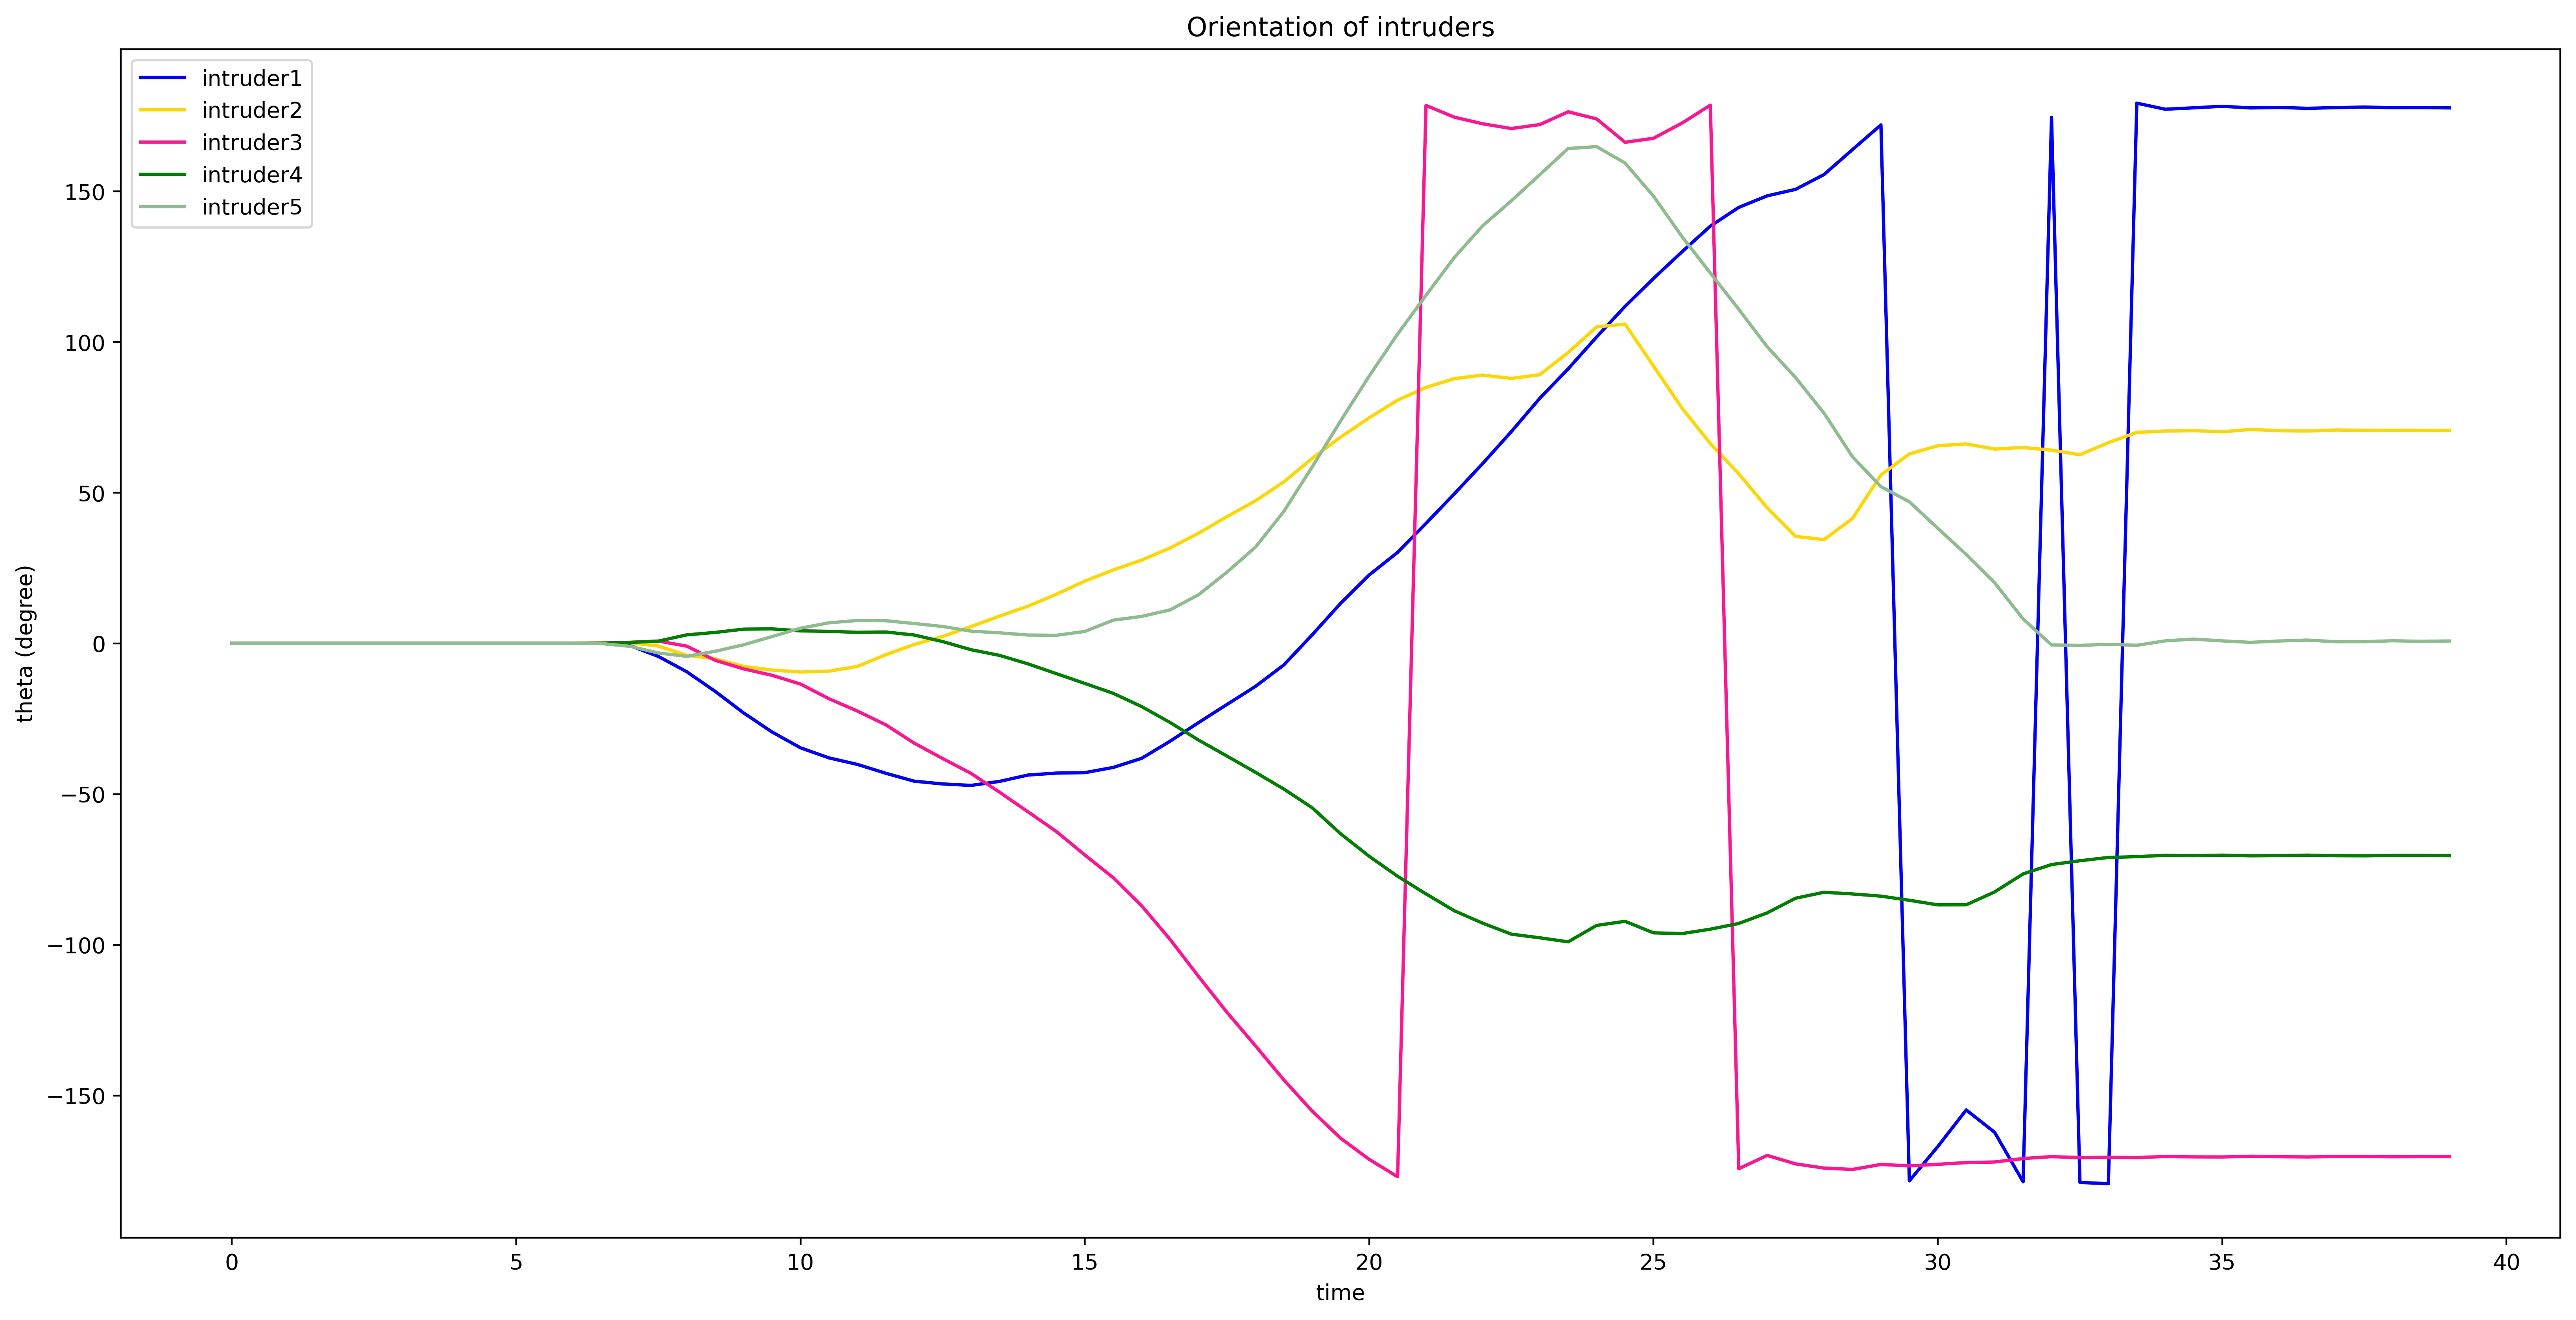 Orientation of intruders
intruder1
intruder2
intruder3
intruder4
intruder5
150
100
50
0
−50
−100
−150
theta (degree)
0 5 10 15 20 25 30 35 40
time